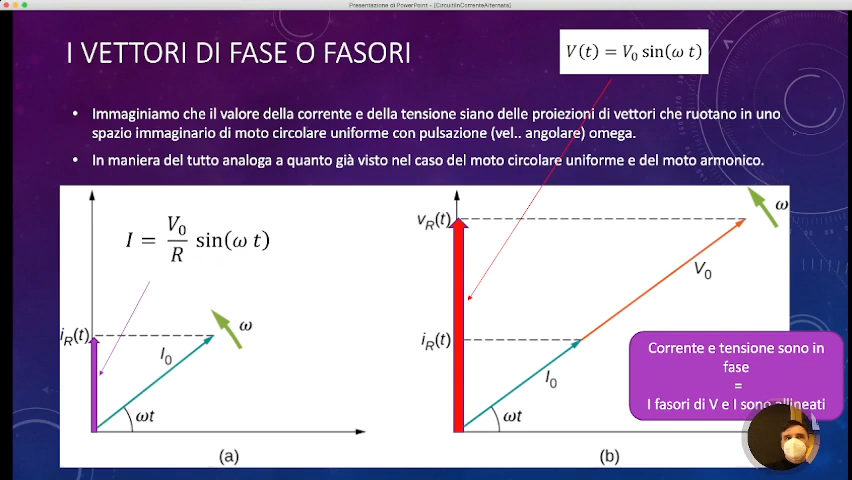 Presentazione di PowerPoint - [CircuitiInCorrenteAlternata]
I VETTORI DI FASE O FASORI
V(t) = V₀ sin(ω t)
• Immaginiamo che il valore della corrente e della tensione siano delle proiezioni di vettori che ruotano in uno
spazio immaginario di moto circolare uniforme con pulsazione (vel.. angolare) omega.
• In maniera del tutto analoga a quanto già visto nel caso del moto circolare uniforme e del moto armonico.
I = V₀/R sin(ω t)
iR(t)
I₀
ω
ωt
(a)
vR(t)
ω
V₀
iR(t)
I₀
ωt
(b)
Corrente e tensione sono in
fase
=
I fasori di V e I sono allineati